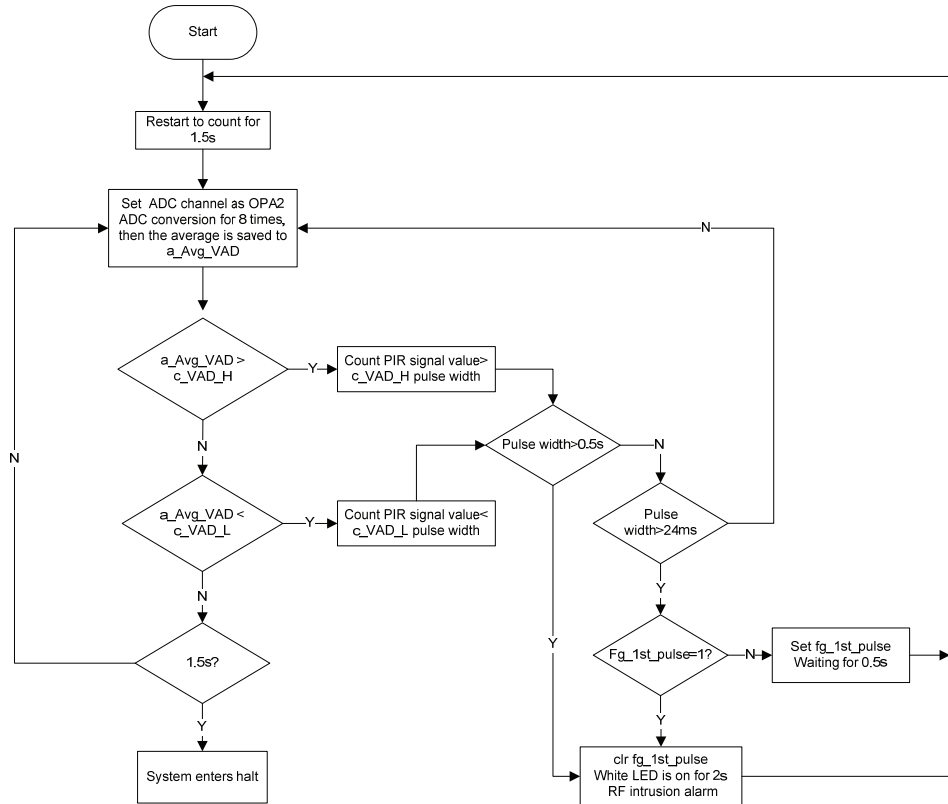 Start
Restart to count for
1.5s
Set ADC channel as OPA2
ADC conversion for 8 times,
then the average is saved to
a_Avg_VAD
N
a_Avg_VAD >
c_VAD_H
Y
Count PIR signal value>
c_VAD_H pulse width
N
Pulse width>0.5s
N
N
a_Avg_VAD <
c_VAD_L
Y
Count PIR signal value<
c_VAD_L pulse width
Pulse
width>24ms
N
Y
Y
1.5s?
Fg_1st_pulse=1?
N
Set fg_1st_pulse
Waiting for 0.5s
Y
Y
System enters halt
clr fg_1st_pulse
White LED is on for 2s
RF intrusion alarm